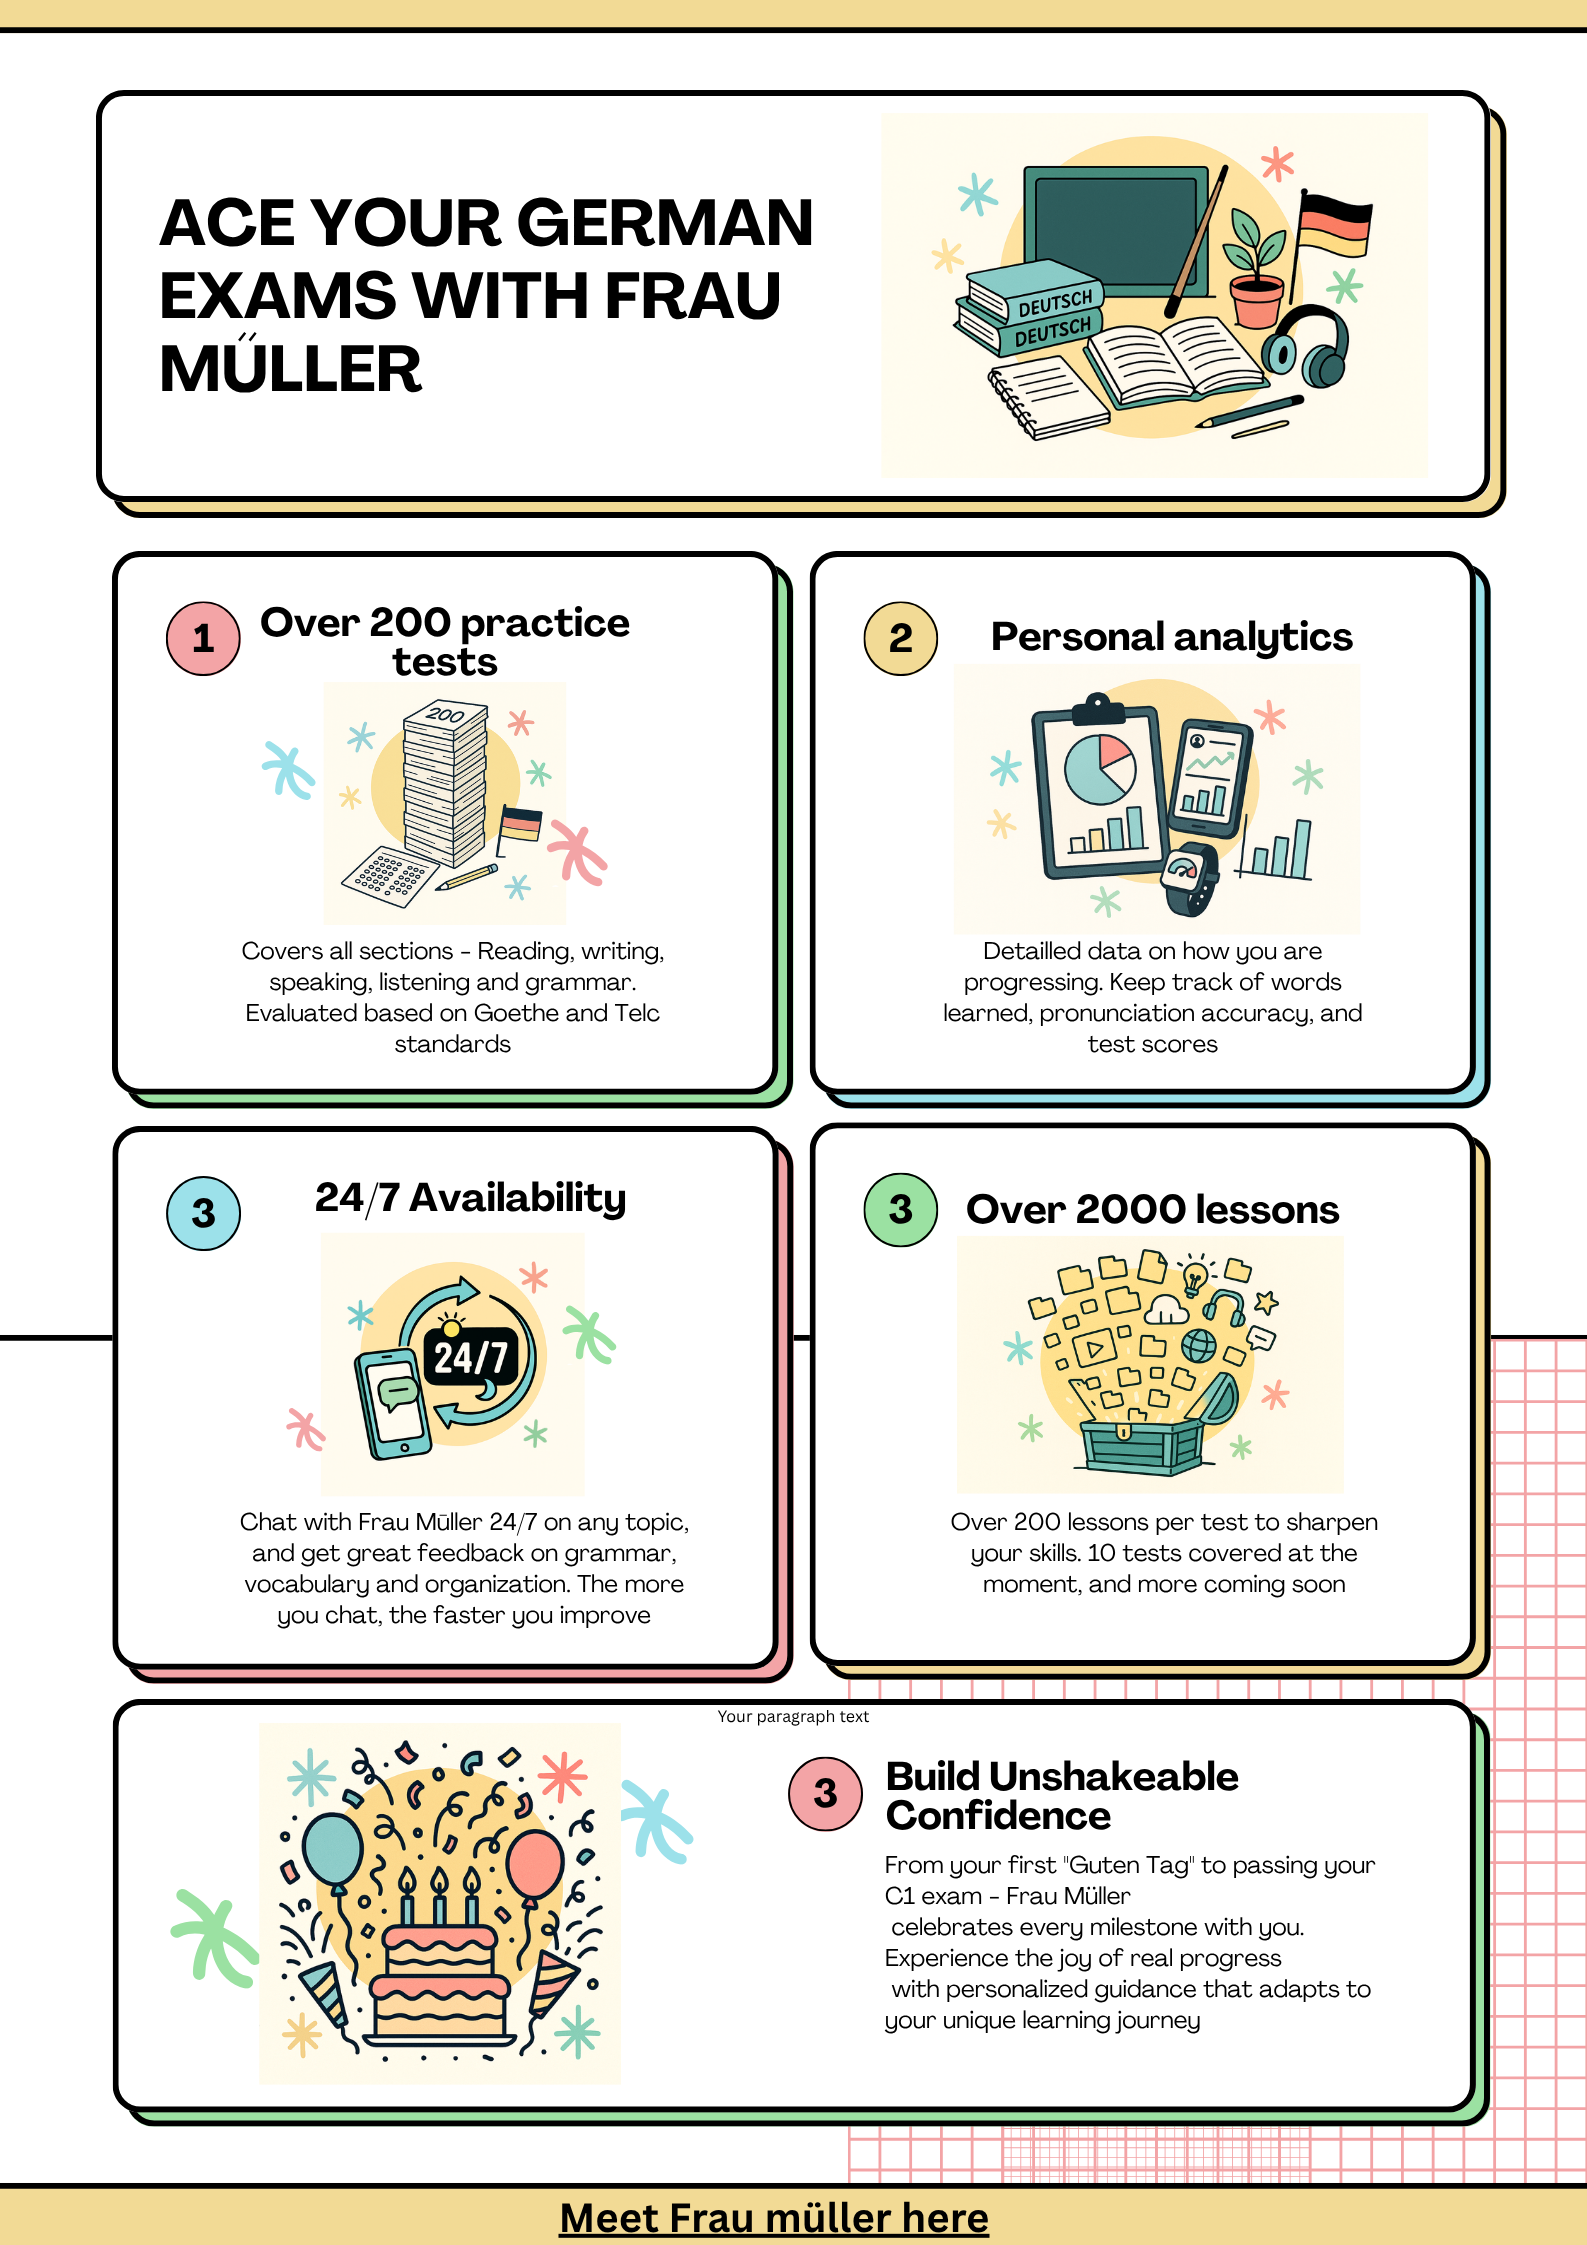 ACE YOUR GERMAN
EXAMS WITH FRAU
MÜLLER
DEUTSCH
DEUTSCH
1
Over 200 practice
tests
200
Covers all sections - Reading, writing,
speaking, listening and grammar.
Evaluated based on Goethe and Telc
standards
2
Personal analytics
Detailled data on how you are
progressing. Keep track of words
learned, pronunciation accuracy, and
test scores
3
24/7 Availability
24/7
Chat with Frau Müller 24/7 on any topic,
and get great feedback on grammar,
vocabulary and organization. The more
you chat, the faster you improve
3
Over 2000 lessons
Over 200 lessons per test to sharpen
your skills. 10 tests covered at the
moment, and more coming soon
Your paragraph text
3
Build Unshakeable
Confidence
From your first "Guten Tag" to passing your
C1 exam - Frau Müller
celebrates every milestone with you.
Experience the joy of real progress
with personalized guidance that adapts to
your unique learning journey
Meet Frau müller here